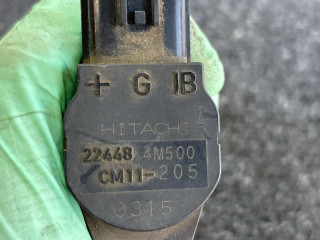 + G IB
HITACHI
22448 4M500
CM11-205
0315